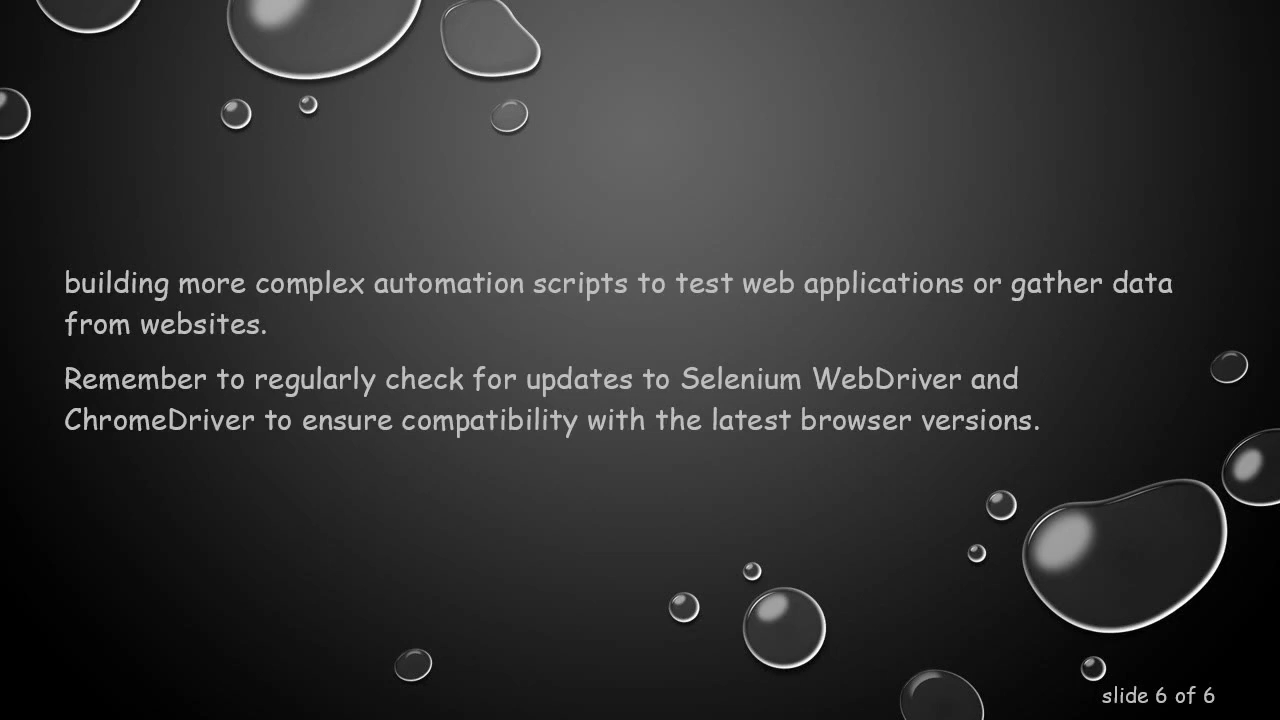 building more complex automation scripts to test web applications or gather data
from websites.
Remember to regularly check for updates to Selenium WebDriver and
ChromeDriver to ensure compatibility with the latest browser versions.
slide 6 of 6